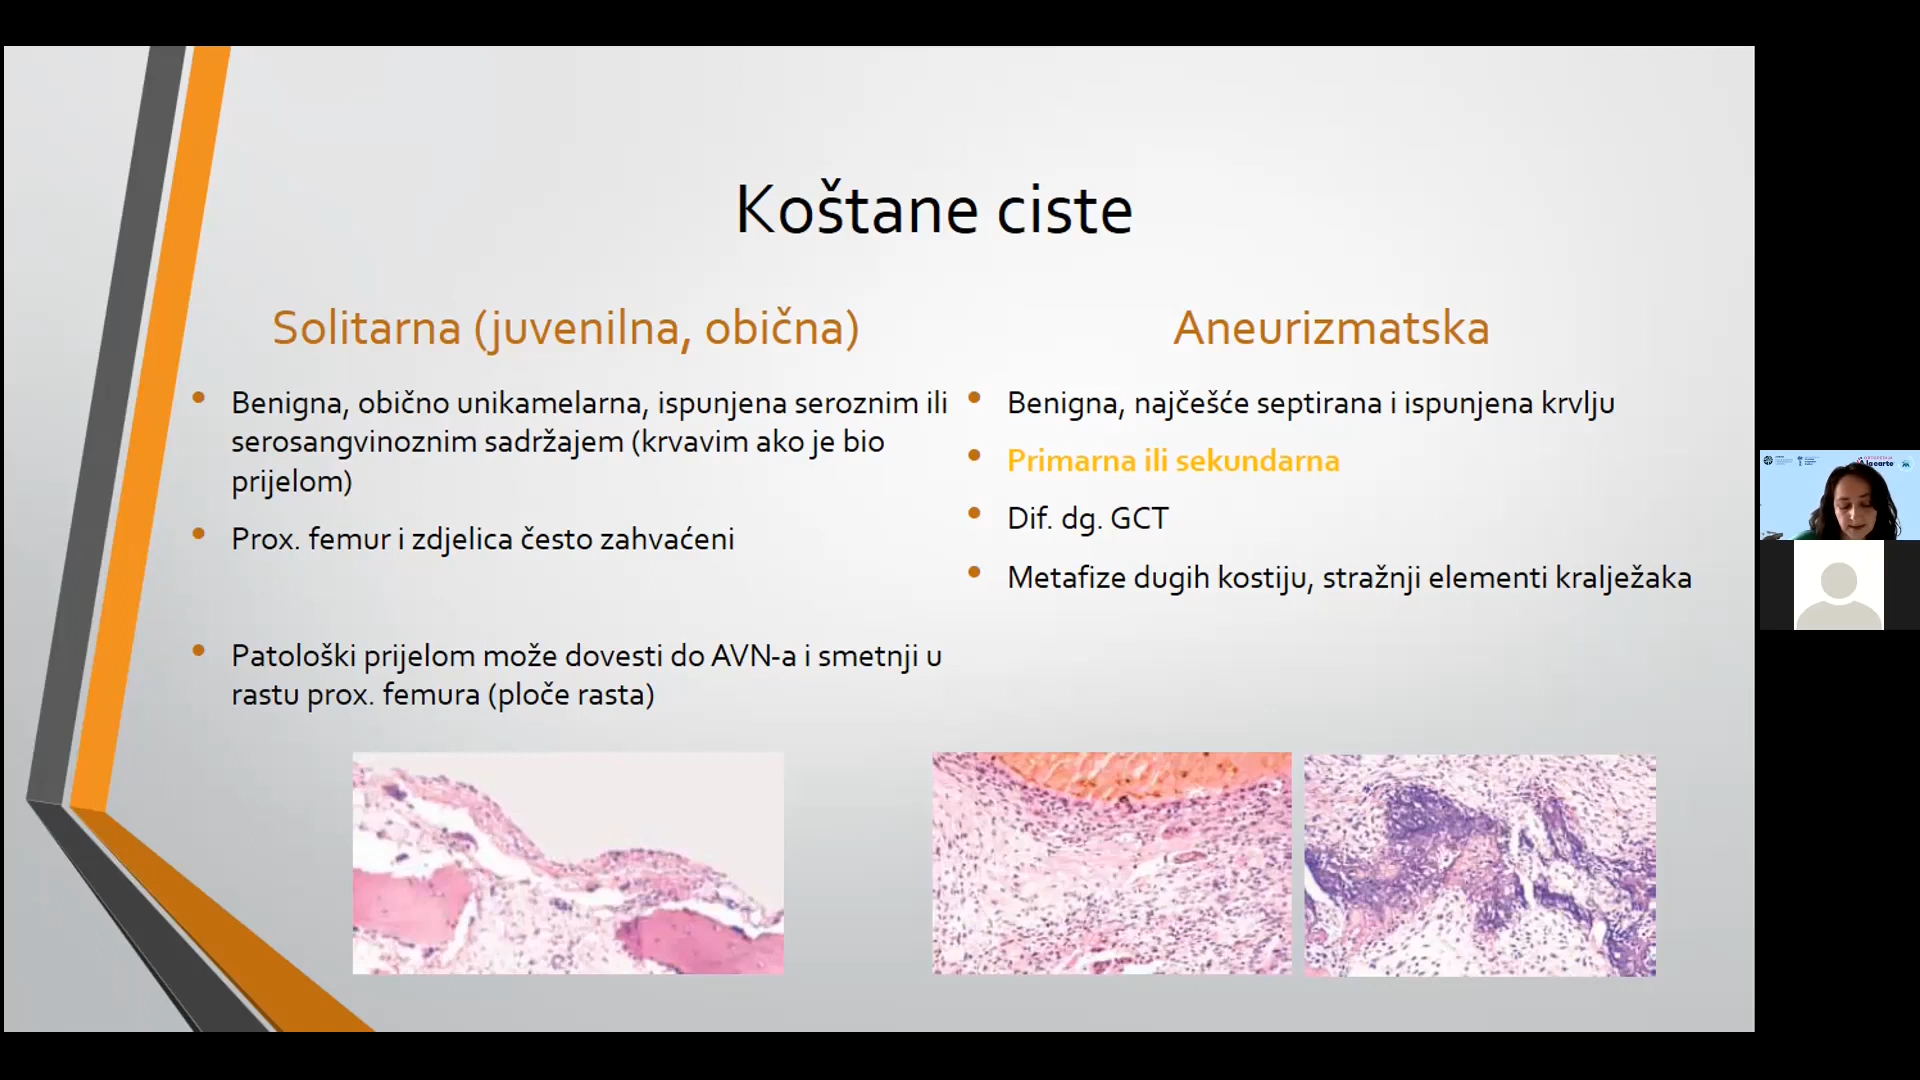 Koštane ciste
Solitarna (juvenilna, obična)
Benigna, obično unikamelarna, ispunjena seroznim ili
serosangvinoznim sadržajem (krvavim ako je bio
prijelom)
Prox. femur i zdjelica često zahvaćeni
Patološki prijelom može dovesti do AVN-a i smetnji u
rastu prox. femura (ploče rasta)
Aneurizmatska
Benigna, najčešće septirana i ispunjena krvlju
Primarna ili sekundarna
Dif. dg. GCT
Metafize dugih kostiju, stražnji elementi kralježaka